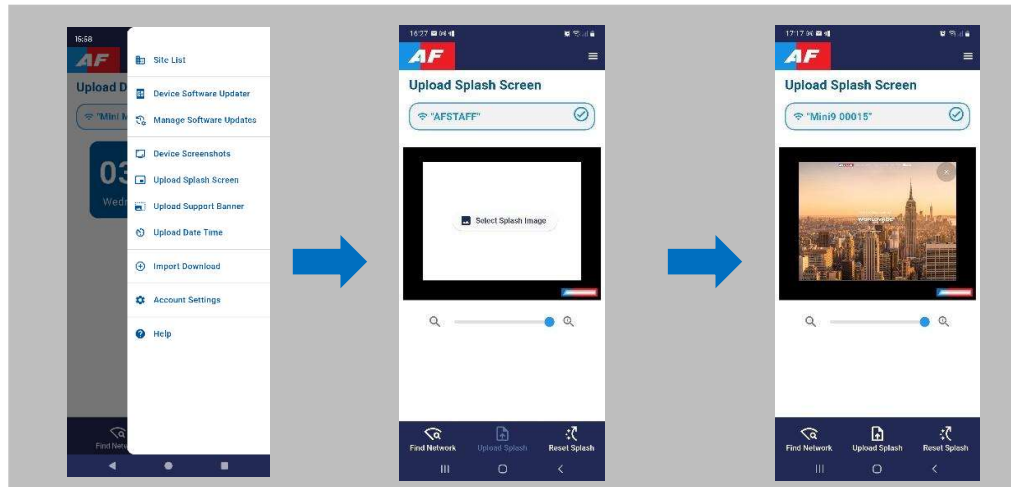 15:58
AF
Upload D
"Mini M
03
Wedn
Find Netw
Site List
Device Software Updater
Manage Software Updates
Device Screenshots
Upload Splash Screen
Upload Support Banner
Upload Date Time
Import Download
Account Settings
Help
16:27
AF
Upload Splash Screen
"AFSTAFF"
Select Splash Image
Find Network
Upload Splash
Reset Splash
17:17
AF
Upload Splash Screen
"Mini9 00015"
Find Network
Upload Splash
Reset Splash